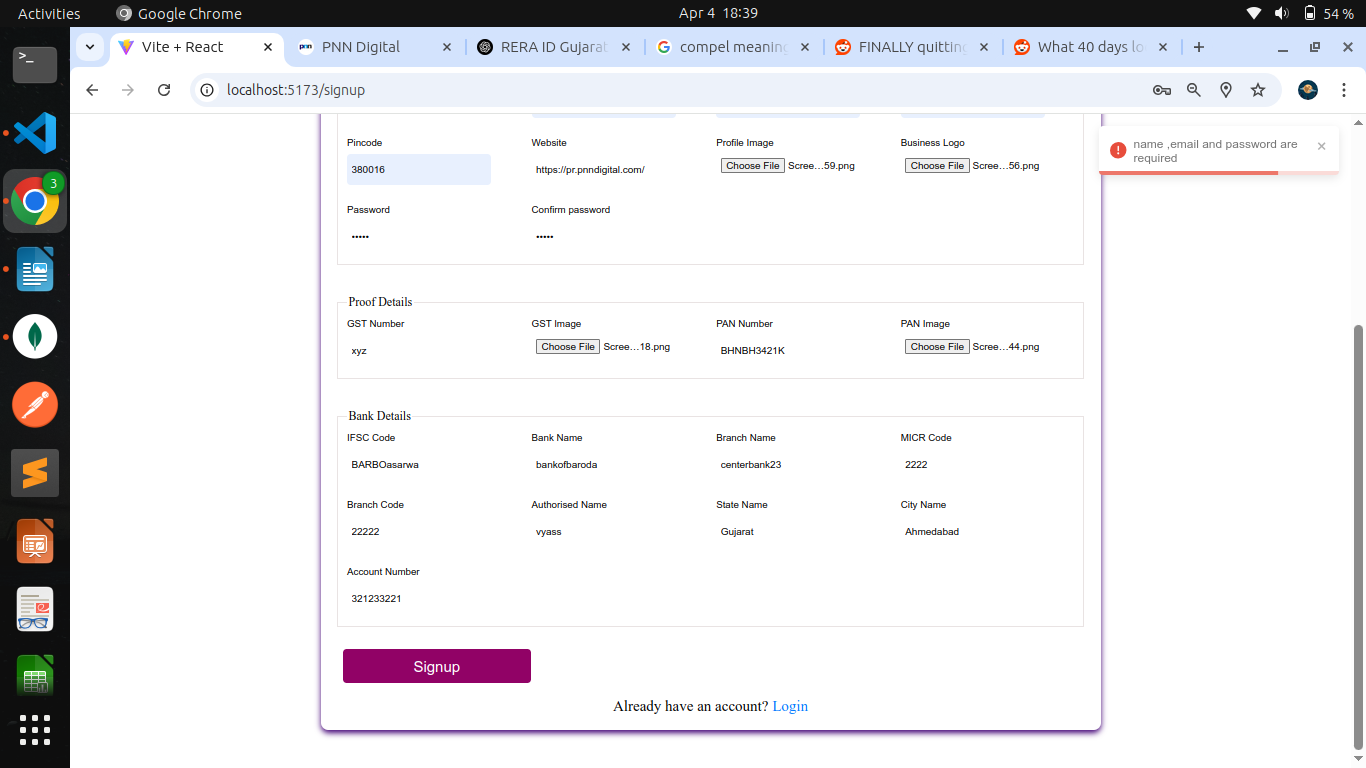 Activities Google Chrome Apr 4 18:39 54 %
Vite + React PNN Digital RERA ID Gujarat compel meaning FINALLY quitting What 40 days lo
localhost:5173/signup
name ,email and password are
required
Pincode Website Profile Image Business Logo
380016 https://pr.pnndigital.com/ Choose File Scree...59.png Choose File Scree...56.png
Password Confirm password
••••• •••••
Proof Details
GST Number GST Image PAN Number PAN Image
xyz Choose File Scree...18.png BHNBH3421K Choose File Scree...44.png
Bank Details
IFSC Code Bank Name Branch Name MICR Code
BARBOasarwa bankofbaroda centerbank23 2222
Branch Code Authorised Name State Name City Name
22222 vyass Gujarat Ahmedabad
Account Number
321233221
Signup
Already have an account? Login
3